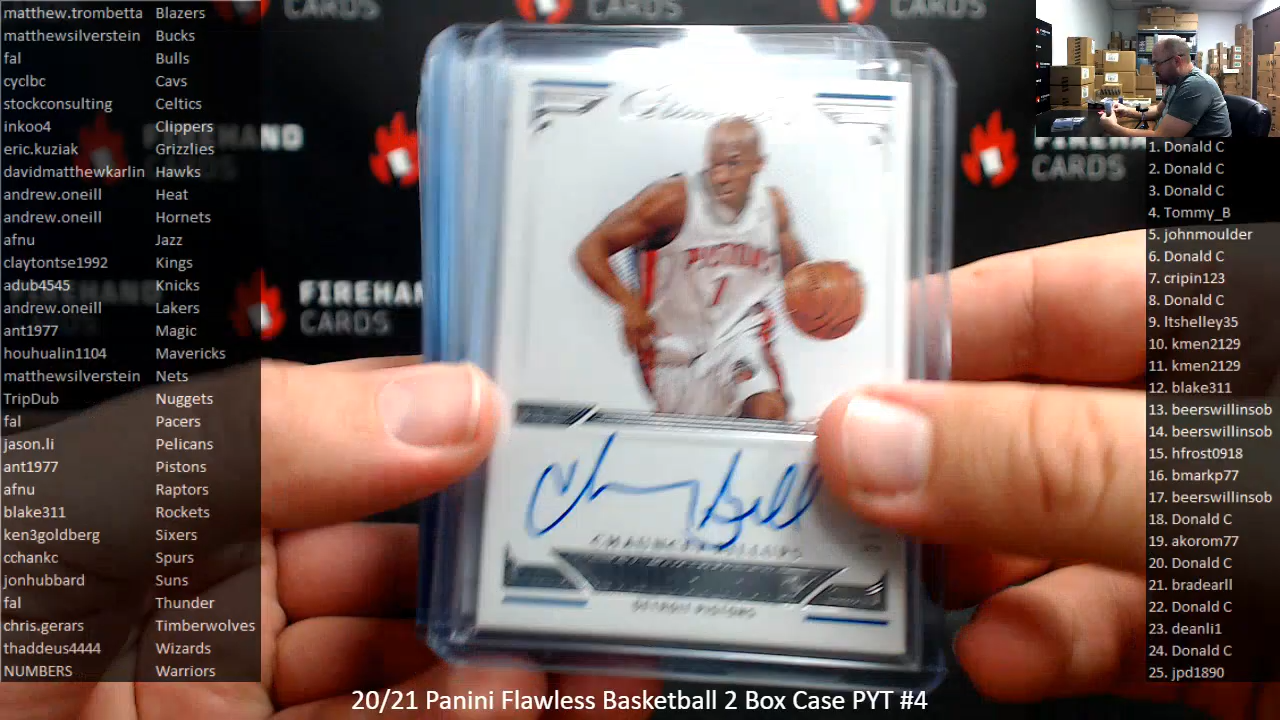 matthew.trombetta Blazers
matthewsilverstein Bucks
fal Bulls
cyclbc Cavs
stockconsulting Celtics
inkoo4 Clippers
eric.kuziak Grizzlies
davidmatthewkarlin Hawks
andrew.oneill Heat
andrew.oneill Hornets
afnu Jazz
claytontse1992 Kings
adub4545 Knicks
andrew.oneill Lakers
ant1977 Magic
houhualin1104 Mavericks
matthewsilverstein Nets
TripDub Nuggets
fal Pacers
jason.li Pelicans
ant1977 Pistons
afnu Raptors
blake311 Rockets
ken3goldberg Sixers
cchankc Spurs
jonhubbard Suns
fal Thunder
chris.gerars Timberwolves
thaddeus4444 Wizards
NUMBERS Warriors
CARDS
CARDS
CARDS
FIREHAND
FIREHAN
CARDS
CARDS
Flawless
PISTONS
1
CHAUNCEY BILLUPS
DETROIT PISTONS
1. Donald C
2. Donald C
3. Donald C
4. Tommy_B
5. johnmoulder
6. Donald C
7. cripin123
8. Donald C
9. ltshelley35
10. kmen2129
11. kmen2129
12. blake311
13. beerswillinsob
14. beerswillinsob
15. hfrost0918
16. bmarkp77
17. beerswillinsob
18. Donald C
19. akorom77
20. Donald C
21. bradearll
22. Donald C
23. deanli1
24. Donald C
25. jpd1890
20/21 Panini Flawless Basketball 2 Box Case PYT #4